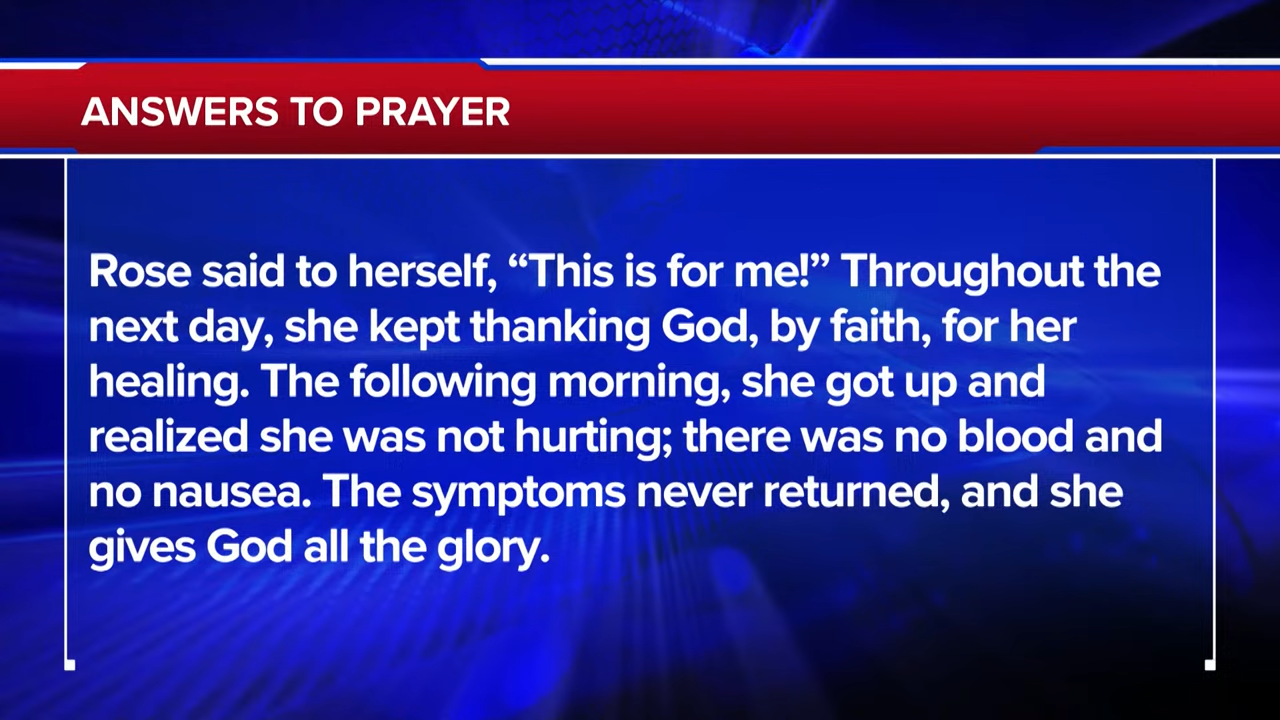 ANSWERS TO PRAYER
Rose said to herself, “This is for me!” Throughout the
next day, she kept thanking God, by faith, for her
healing. The following morning, she got up and
realized she was not hurting; there was no blood and
no nausea. The symptoms never returned, and she
gives God all the glory.